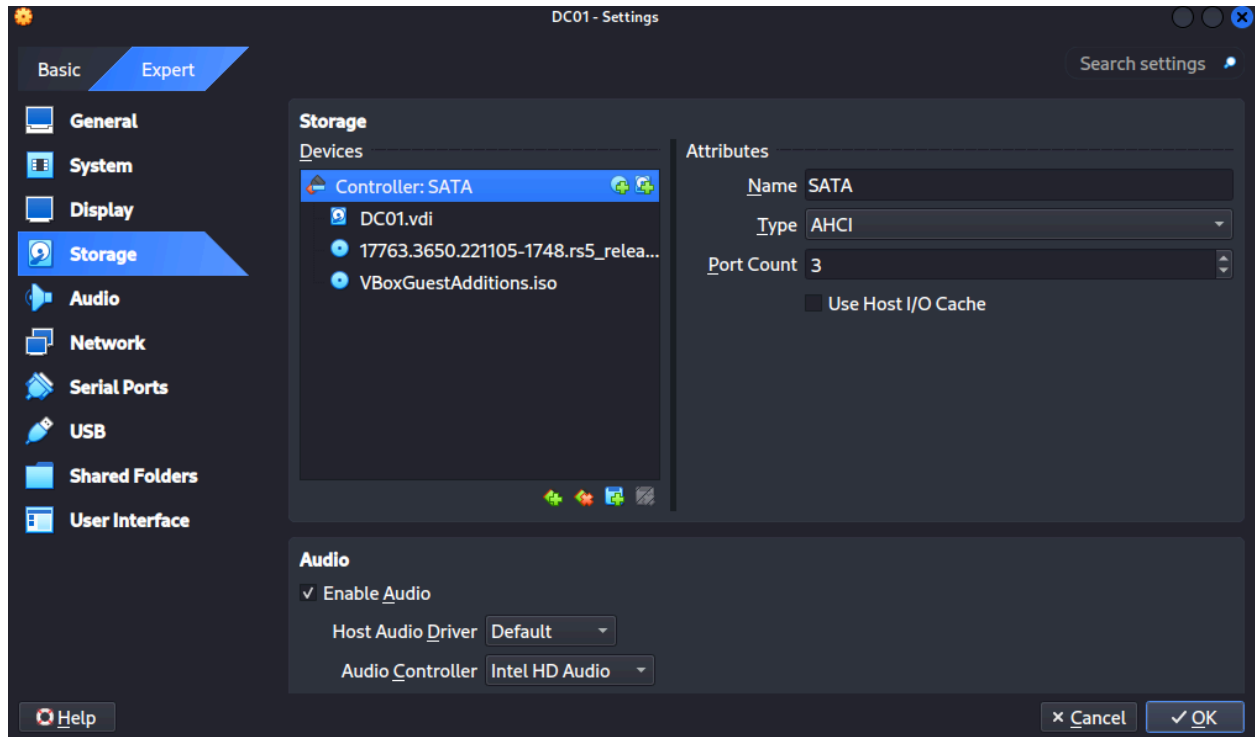 DC01 - Settings
Basic
Expert
Search settings
General
System
Display
Storage
Audio
Network
Serial Ports
USB
Shared Folders
User Interface
Storage
Devices
Controller: SATA
DC01.vdi
17763.3650.221105-1748.rs5_relea...
VBoxGuestAdditions.iso
Attributes
Name SATA
Type AHCI
Port Count 3
Use Host I/O Cache
Audio
Enable Audio
Host Audio Driver Default
Audio Controller Intel HD Audio
Help
Cancel
OK